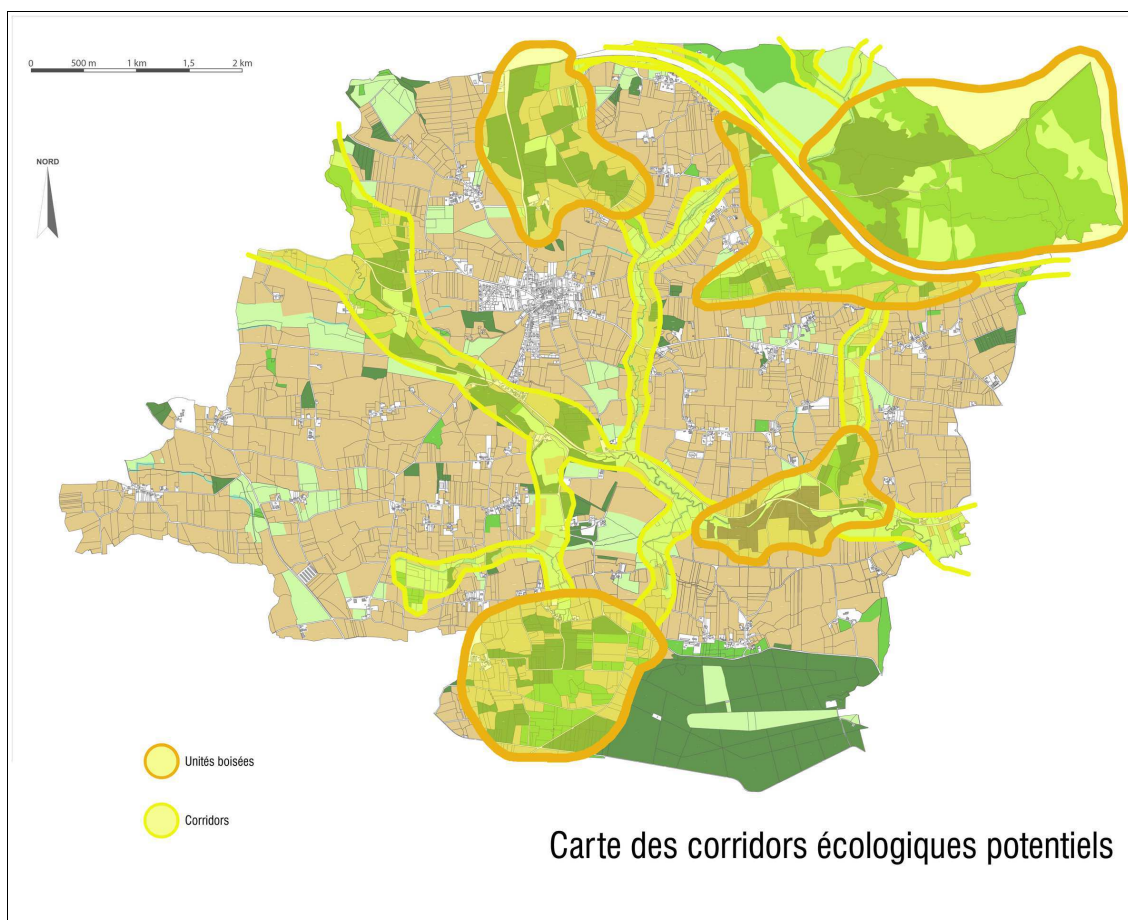 0 500 m 1 km 1,5 2 km
NORD
Unités boisées
Corridors
Carte des corridors écologiques potentiels